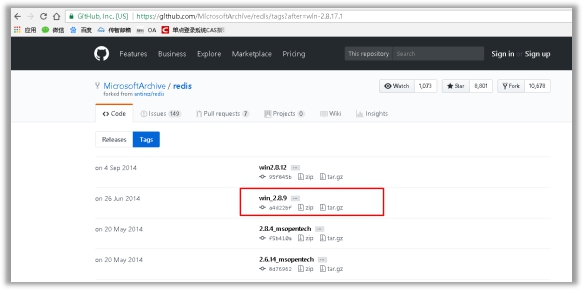 GitHub, Inc. [US] | https://github.com/MicrosoftArchive/redis/tags?after=win-2.8.17.1
应用 微信 百度 传智播客 OA 单点登录系统CAS原
Features Business Explore Marketplace Pricing This repository Search Sign in or Sign up
MicrosoftArchive / redis Watch 1,073 Star 8,801 Fork 10,678
forked from antirez/redis
Code Issues 149 Pull requests 7 Projects 0 Wiki Insights
Releases Tags
on 4 Sep 2014 win2.8.12
95f045b zip tar.gz
on 26 Jun 2014 win_2.8.9
a4d22bf zip tar.gz
on 20 May 2014 2.8.4_msopentech
f5b410a zip tar.gz
on 20 May 2014 2.6.14_msopentech
8d76962 zip tar.gz